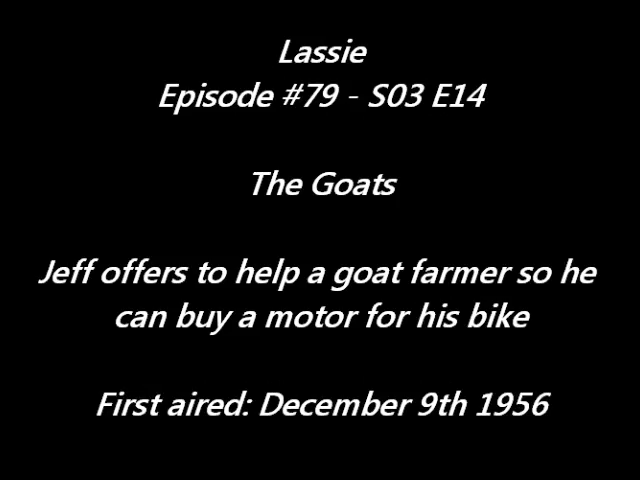 Lassie
Episode #79 - S03 E14
The Goats
Jeff offers to help a goat farmer so he
can buy a motor for his bike
First aired: December 9th 1956